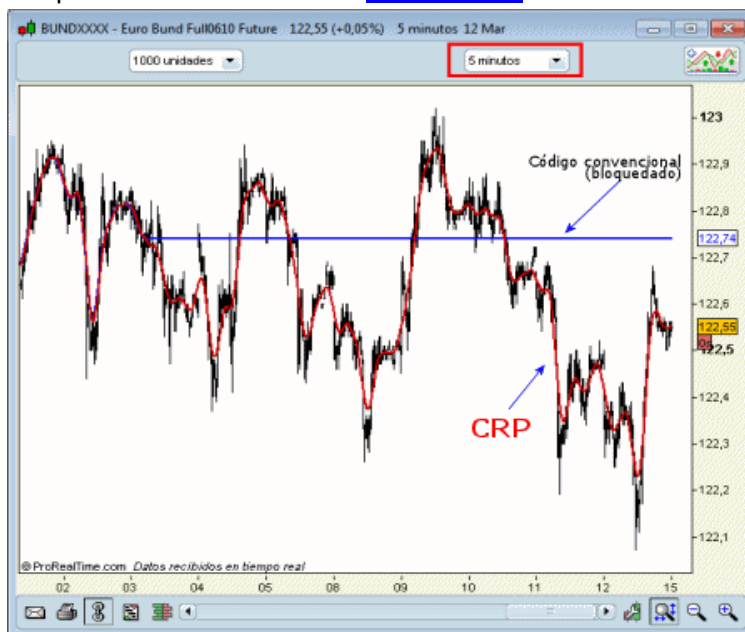 BUNDXXXX - Euro Bund Full0610 Future 122,55 (+0,05%) 5 minutos 12 Mar
1000 unidades
5 minutos
123
Código convencional
(bloquedado)
122,9
122,8
122,74
122,7
122,6
122,55
0s
122,5
122,4
CRP
122,3
122,2
122,1
©ProRealTime.com Datos recibidos en tiempo real
02 03 04 05 08 09 10 11 12 15